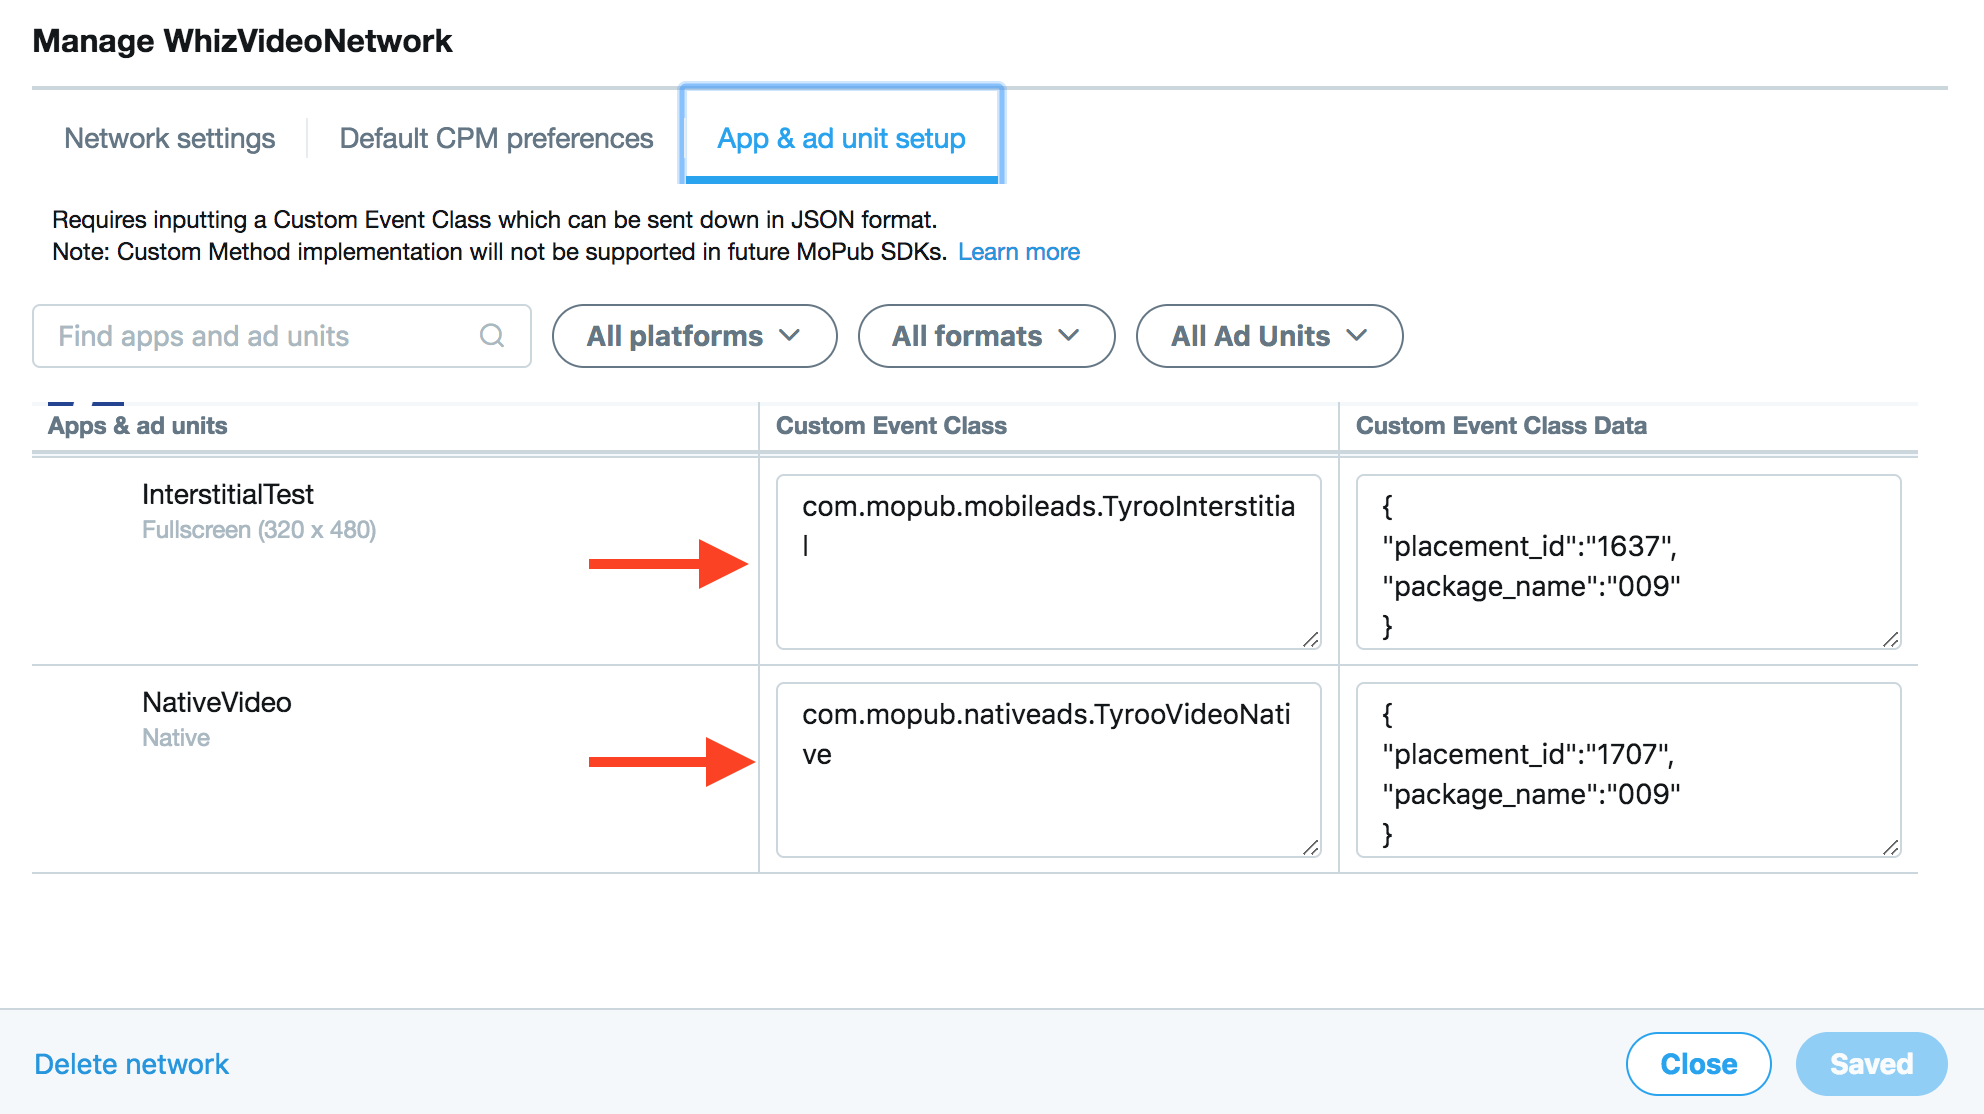 Manage WhizVideoNetwork
Network settings
Default CPM preferences
App & ad unit setup
Requires inputting a Custom Event Class which can be sent down in JSON format.
Note: Custom Method implementation will not be supported in future MoPub SDKs. Learn more
Find apps and ad units
All platforms
All formats
All Ad Units
Apps & ad units
Custom Event Class
Custom Event Class Data
InterstitialTest
Fullscreen (320 x 480)
com.mopub.mobileads.TyrooInterstitia
l
{
"placement_id":"1637",
"package_name":"009"
}
NativeVideo
Native
com.mopub.nativeads.TyrooVideoNati
ve
{
"placement_id":"1707",
"package_name":"009"
}
Delete network
Close
Saved